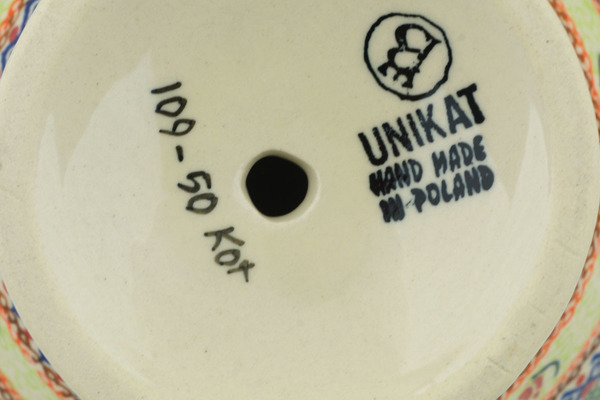 UNIKAT
HAND MADE
IN POLAND
109-50 Kot